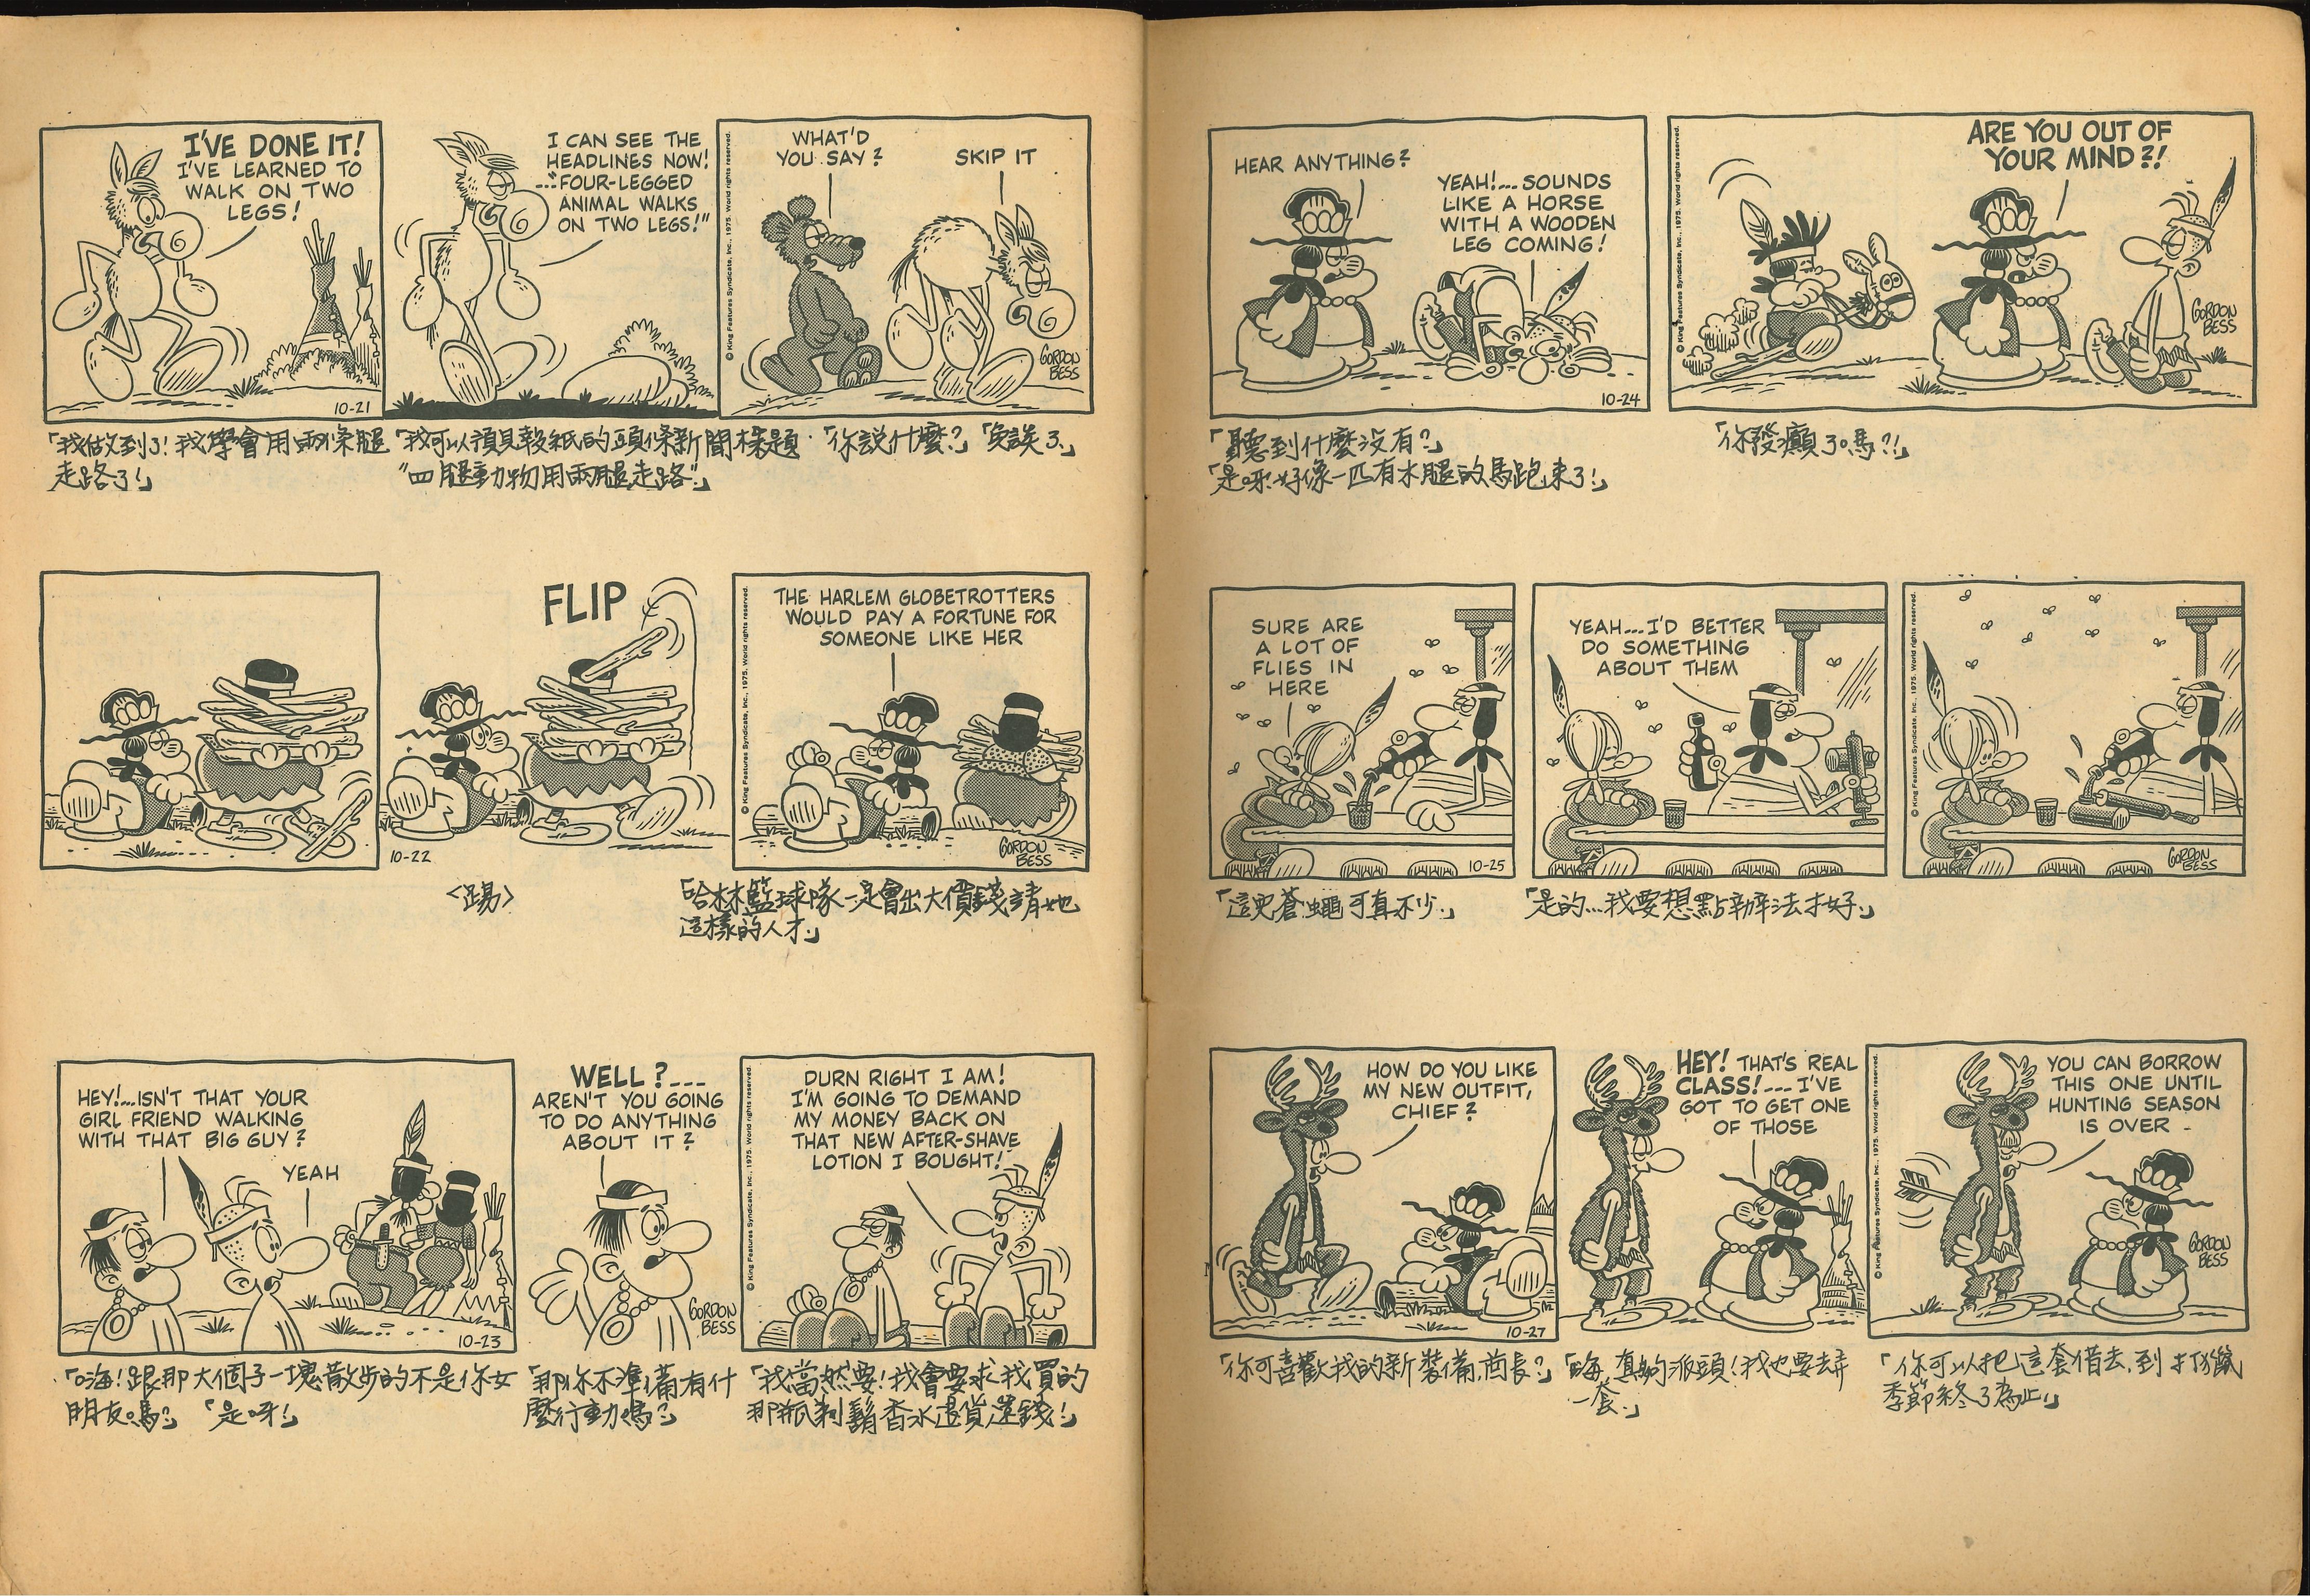 I'VE DONE IT!
I'VE LEARNED TO
WALK ON TWO
LEGS!
10-21
I CAN SEE THE
HEADLINES NOW!
..."FOUR-LEGGED
ANIMAL WALKS
ON TWO LEGS!"
© King Features Syndicate, Inc., 1975. World rights reserved.
WHAT'D
YOU SAY?
SKIP IT
GORDON
BESS
「我做到了!我學會用兩條腿
走路了!」
「我可以預見報紙的頭條新聞標題
"四腿動物用兩腿走路"」
「你說什麼?」「免談了」
10-22
FLIP
© King Features Syndicate, Inc., 1975. World rights reserved.
THE HARLEM GLOBETROTTERS
WOULD PAY A FORTUNE FOR
SOMEONE LIKE HER
GORDON
BESS
〈踢〉
「哈林籃球隊一定會出大價錢請她
這樣的人才」
HEY!...ISN'T THAT YOUR
GIRL FRIEND WALKING
WITH THAT BIG GUY?
YEAH
10-23
WELL?---
AREN'T YOU GOING
TO DO ANYTHING
ABOUT IT?
GORDON
BESS
© King Features Syndicate, Inc., 1975. World rights reserved.
DURN RIGHT I AM!
I'M GOING TO DEMAND
MY MONEY BACK ON
THAT NEW AFTER-SHAVE
LOTION I BOUGHT!
「嗨!跟那大個子一塊散步的不是你女
朋友嗎?」「是呀!」
「那你不準備有什
麼行動嗎?」
「我當然要!我會要求我買的
那瓶剃鬍香水退貨還錢!」
HEAR ANYTHING?
YEAH!...SOUNDS
LIKE A HORSE
WITH A WOODEN
LEG COMING!
10-24
© King Features Syndicate, Inc., 1975. World rights reserved.
ARE YOU OUT OF
YOUR MIND?!
GORDON
BESS
「聽到什麼沒有?」
「是呀!好像一匹有木腿的馬跑來了!」
「你發癲了嗎?!」
SURE ARE
A LOT OF
FLIES IN
HERE
10-25
YEAH...I'D BETTER
DO SOMETHING
ABOUT THEM
© King Features Syndicate, Inc., 1975. World rights reserved.
GORDON
BESS
「這兒蒼蠅可真不少」
「是的...我要想點辦法才好」
HOW DO YOU LIKE
MY NEW OUTFIT,
CHIEF?
10-27
HEY! THAT'S REAL
CLASS!---I'VE
GOT TO GET ONE
OF THOSE
© King Features Syndicate, Inc., 1975. World rights reserved.
YOU CAN BORROW
THIS ONE UNTIL
HUNTING SEASON
IS OVER
GORDON
BESS
「你可喜歡我的新裝備,酋長?」
「嗨 真夠派頭!我也要去弄
一套」
「你可以把這套借去,到打獵
季節終了為止」